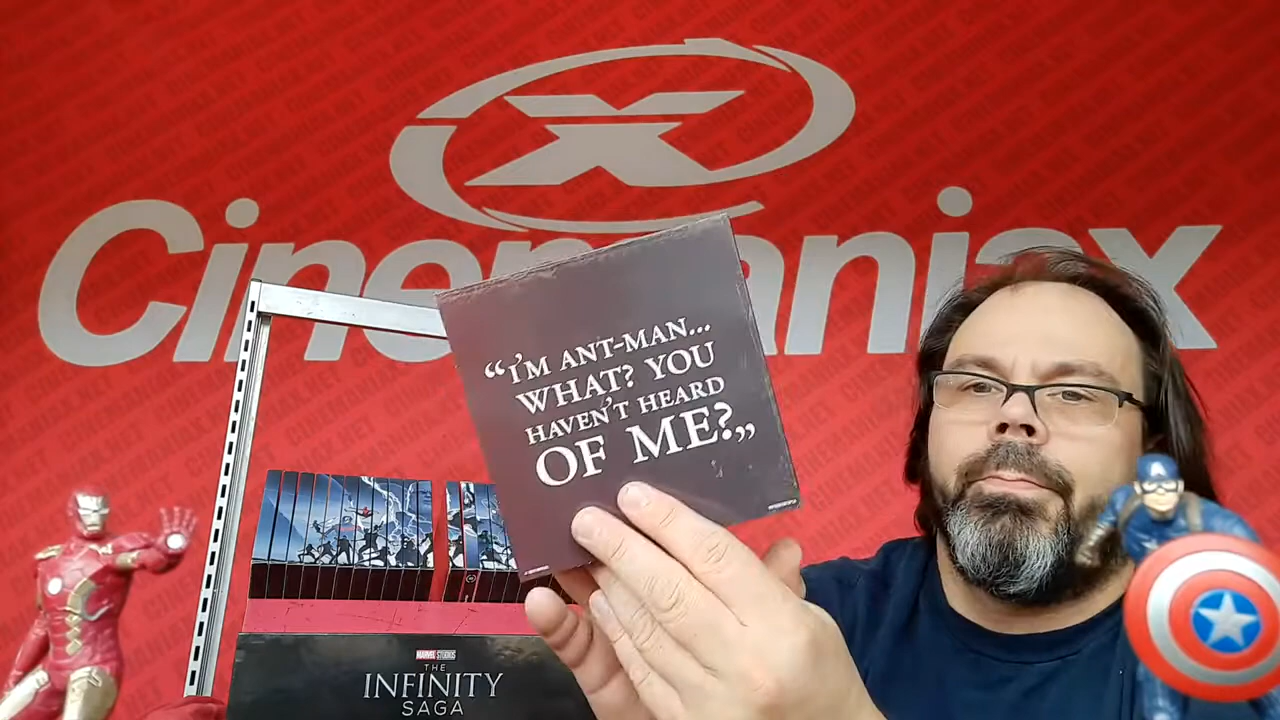 X
Cinemaniax
“I’M ANT-MAN...
WHAT? YOU
HAVEN’T HEARD
OF ME?„
MARVEL STUDIOS
THE
INFINITY
SAGA
A